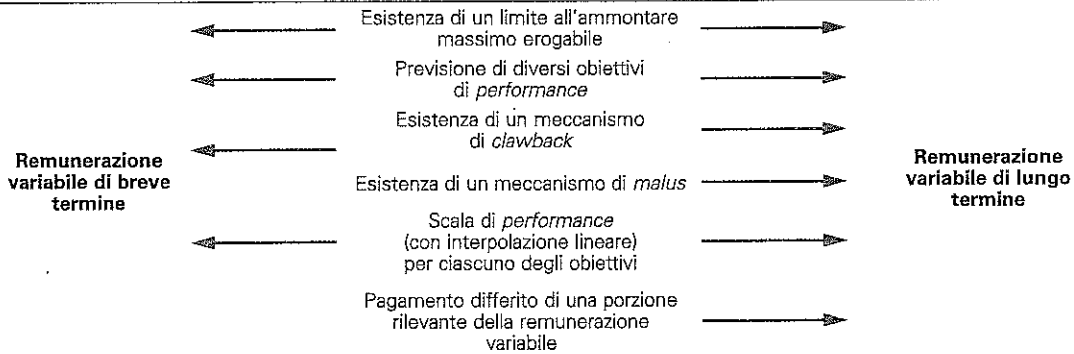 Esistenza di un limite all'ammontare
massimo erogabile
Previsione di diversi obiettivi
di performance
Esistenza di un meccanismo
di clawback
Remunerazione
variabile di breve
termine
Esistenza di un meccanismo di malus
Remunerazione
variabile di lungo
termine
Scala di performance
(con interpolazione lineare)
per ciascuno degli obiettivi
Pagamento differito di una porzione
rilevante della remunerazione
variabile